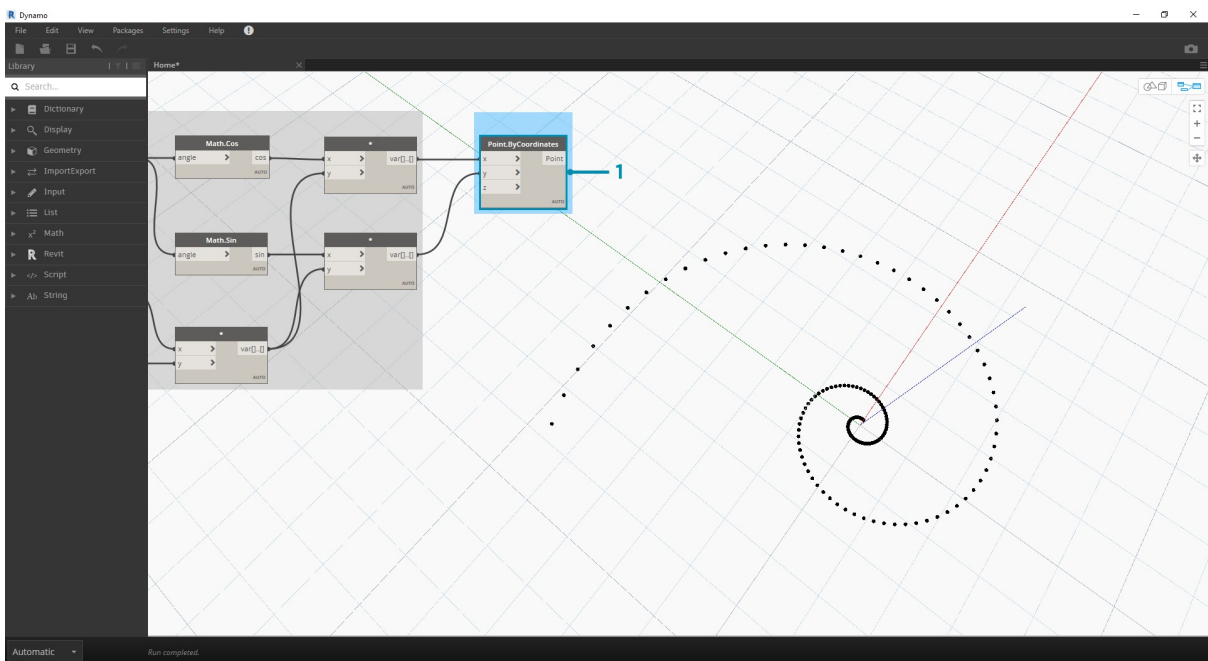 R Dynamo
File Edit View Packages Settings Help !
Library
Home*
Search...
Dictionary
Display
Geometry
ImportExport
Input
List
x² Math
R Revit
</> Script
Ab String
Math.Cos
angle > cos
AUTO
*
x > var[]..[]
y >
AUTO
Point.ByCoordinates
x > Point
y >
z >
AUTO
1
Math.Sin
angle > sin
AUTO
*
x > var[]..[]
y >
AUTO
*
x > var[]..[]
y >
AUTO
Automatic
Run completed.